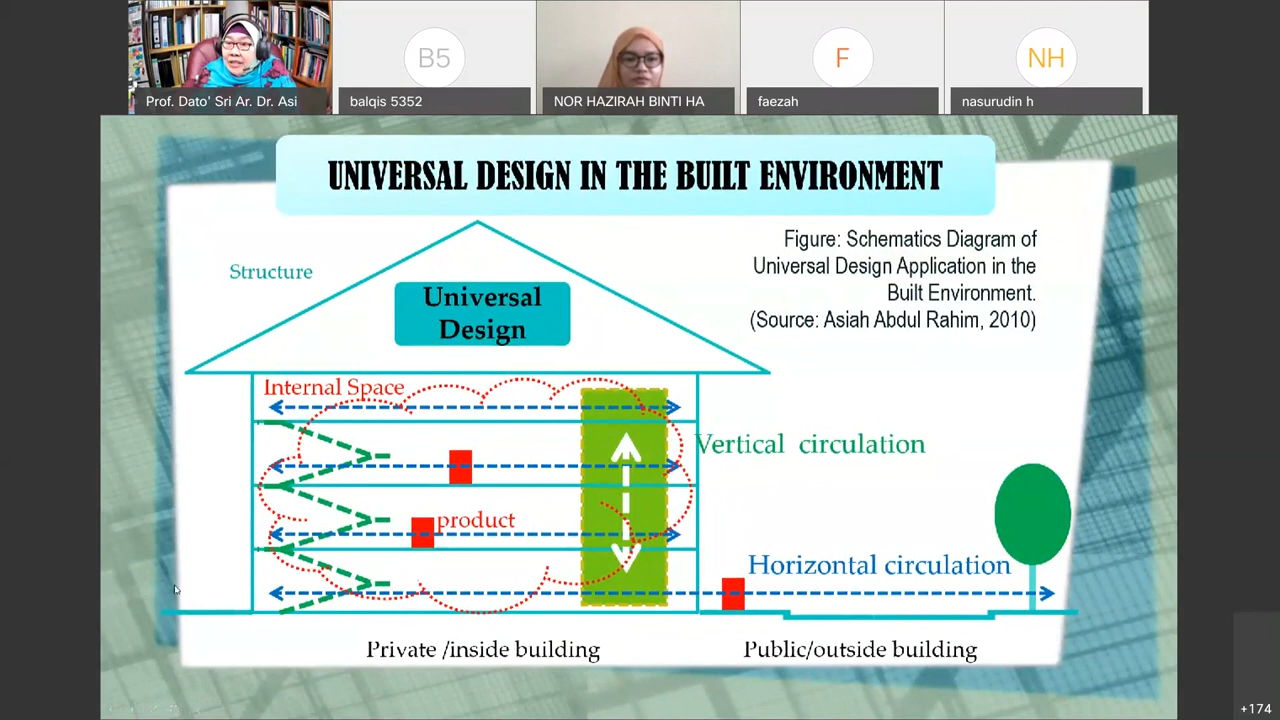 B5
F
NH
Prof. Dato' Sri Ar. Dr. Asi
balqis 5352
NOR HAZIRAH BINTI HA
faezah
nasurudin h
UNIVERSAL DESIGN IN THE BUILT ENVIRONMENT
Figure: Schematics Diagram of
Universal Design Application in the
Built Environment.
(Source: Asiah Abdul Rahim, 2010)
Structure
Universal
Design
Internal Space
Vertical circulation
product
Horizontal circulation
Private /inside building
Public/outside building
+174